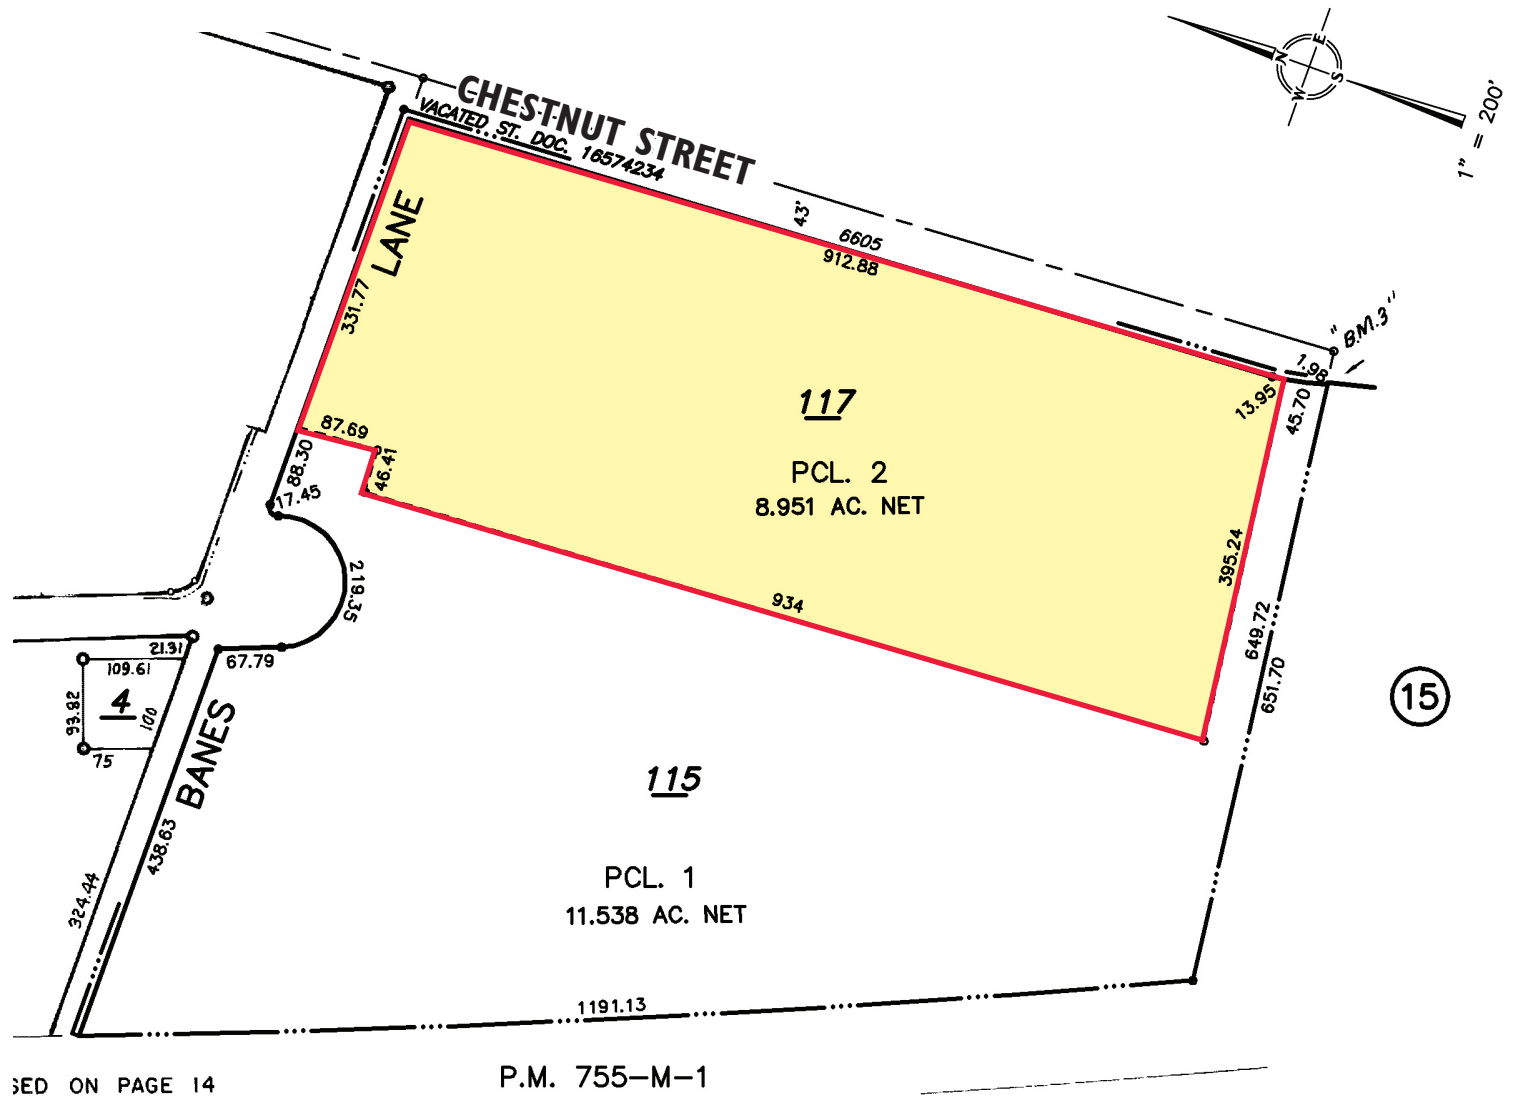 CHESTNUT STREET
VACATED ST. DOC. 16574234
N
E
S
W
1" = 200'
43'
6605
912.88
LANE
331.77
"B.M.3"
1.98
13.95
45.70
117
PCL. 2
8.951 AC. NET
87.69
46.41
88.30
17.45
219.35
395.24
934
649.72
651.70
15
21.31
109.61
67.79
4
93.82
100
75
BANES
438.63
324.44
115
PCL. 1
11.538 AC. NET
1191.13
SED ON PAGE 14
P.M. 755-M-1